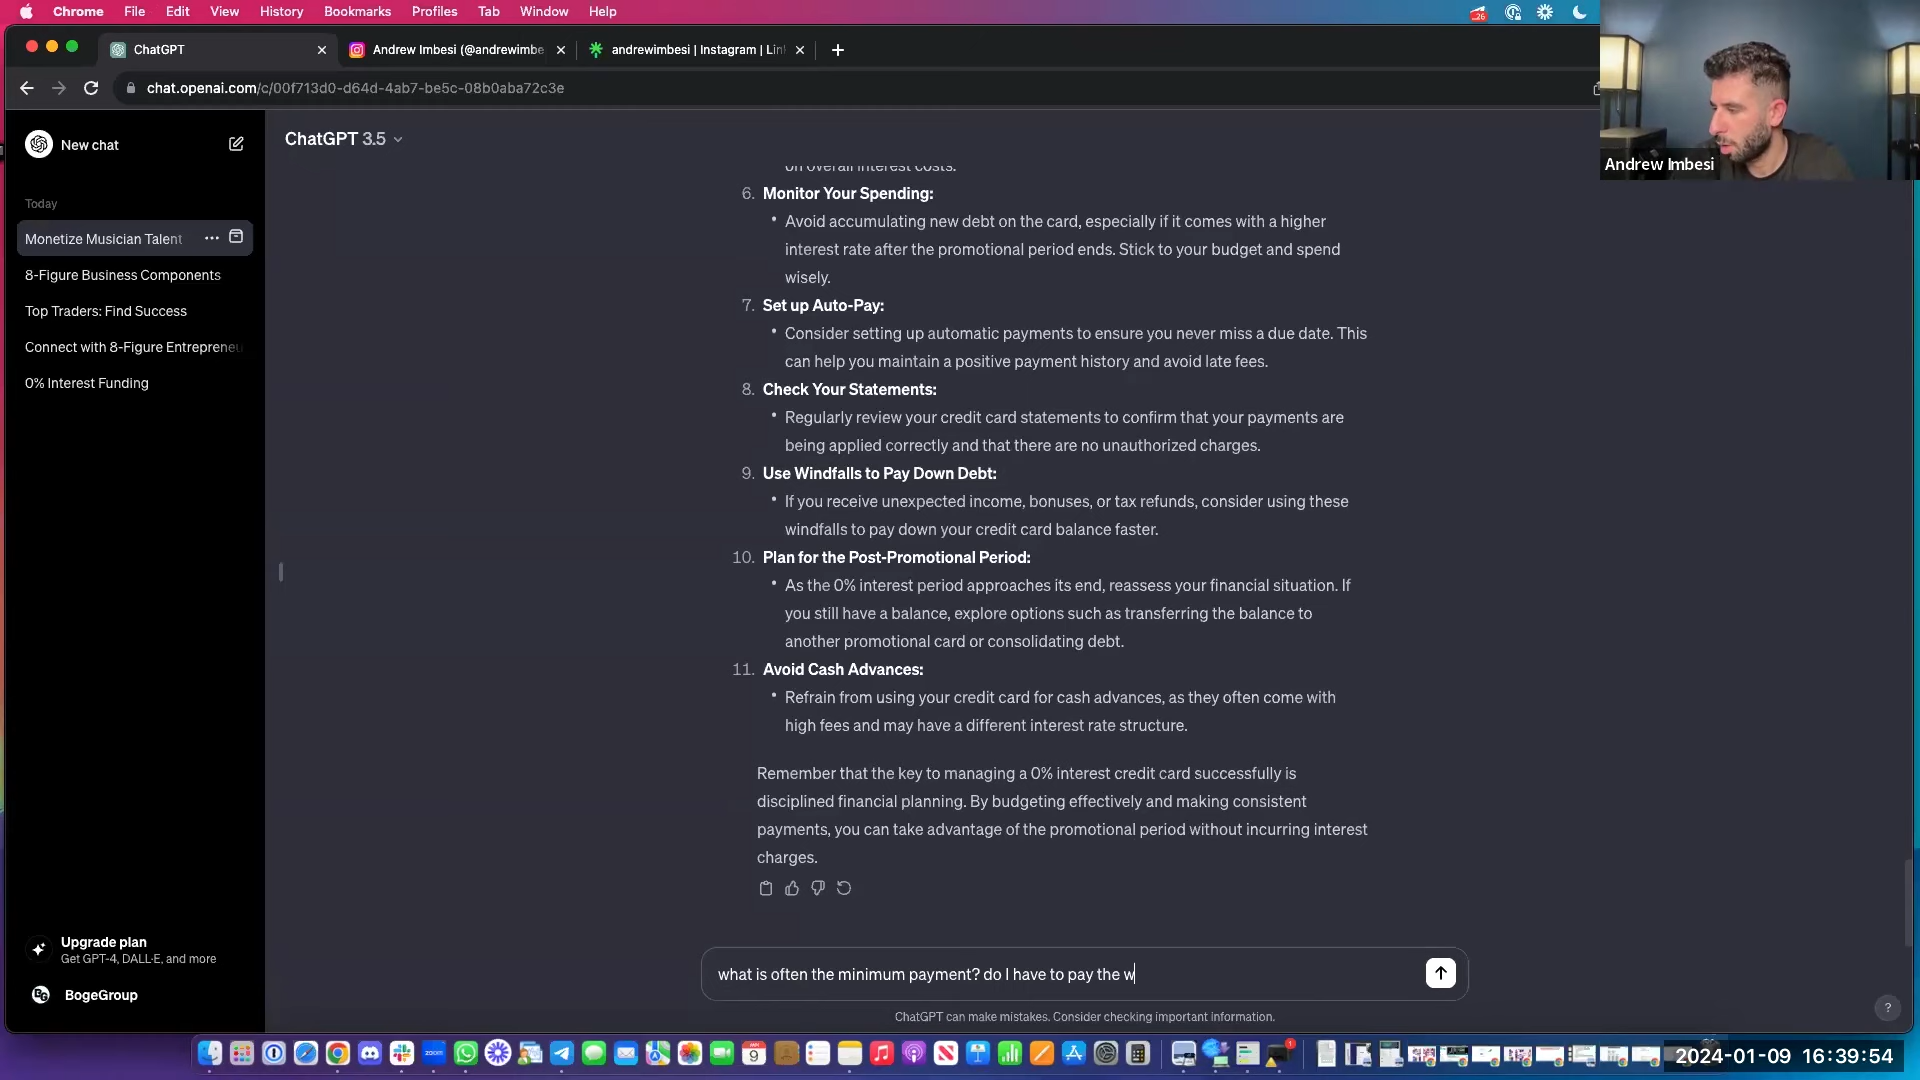 Chrome File Edit View History Bookmarks Profiles Tab Window Help
ChatGPT
Andrew Imbesi (@andrewimbe
andrewimbesi | Instagram | Lin
chat.openai.com/c/00f713d0-d64d-4ab7-be5c-08b0aba72c3e
Andrew Imbesi
New chat
Today
Monetize Musician Talent
8-Figure Business Components
Top Traders: Find Success
Connect with 8-Figure Entrepreneu
0% Interest Funding
Upgrade plan
Get GPT-4, DALL·E, and more
BogeGroup
ChatGPT 3.5
on overall interest costs.
6. Monitor Your Spending:
• Avoid accumulating new debt on the card, especially if it comes with a higher
interest rate after the promotional period ends. Stick to your budget and spend
wisely.
7. Set up Auto-Pay:
• Consider setting up automatic payments to ensure you never miss a due date. This
can help you maintain a positive payment history and avoid late fees.
8. Check Your Statements:
• Regularly review your credit card statements to confirm that your payments are
being applied correctly and that there are no unauthorized charges.
9. Use Windfalls to Pay Down Debt:
• If you receive unexpected income, bonuses, or tax refunds, consider using these
windfalls to pay down your credit card balance faster.
10. Plan for the Post-Promotional Period:
• As the 0% interest period approaches its end, reassess your financial situation. If
you still have a balance, explore options such as transferring the balance to
another promotional card or consolidating debt.
11. Avoid Cash Advances:
• Refrain from using your credit card for cash advances, as they often come with
high fees and may have a different interest rate structure.
Remember that the key to managing a 0% interest credit card successfully is
disciplined financial planning. By budgeting effectively and making consistent
payments, you can take advantage of the promotional period without incurring interest
charges.
what is often the minimum payment? do I have to pay the w
ChatGPT can make mistakes. Consider checking important information.
?
zoom
9
2024-01-09 16:39:54